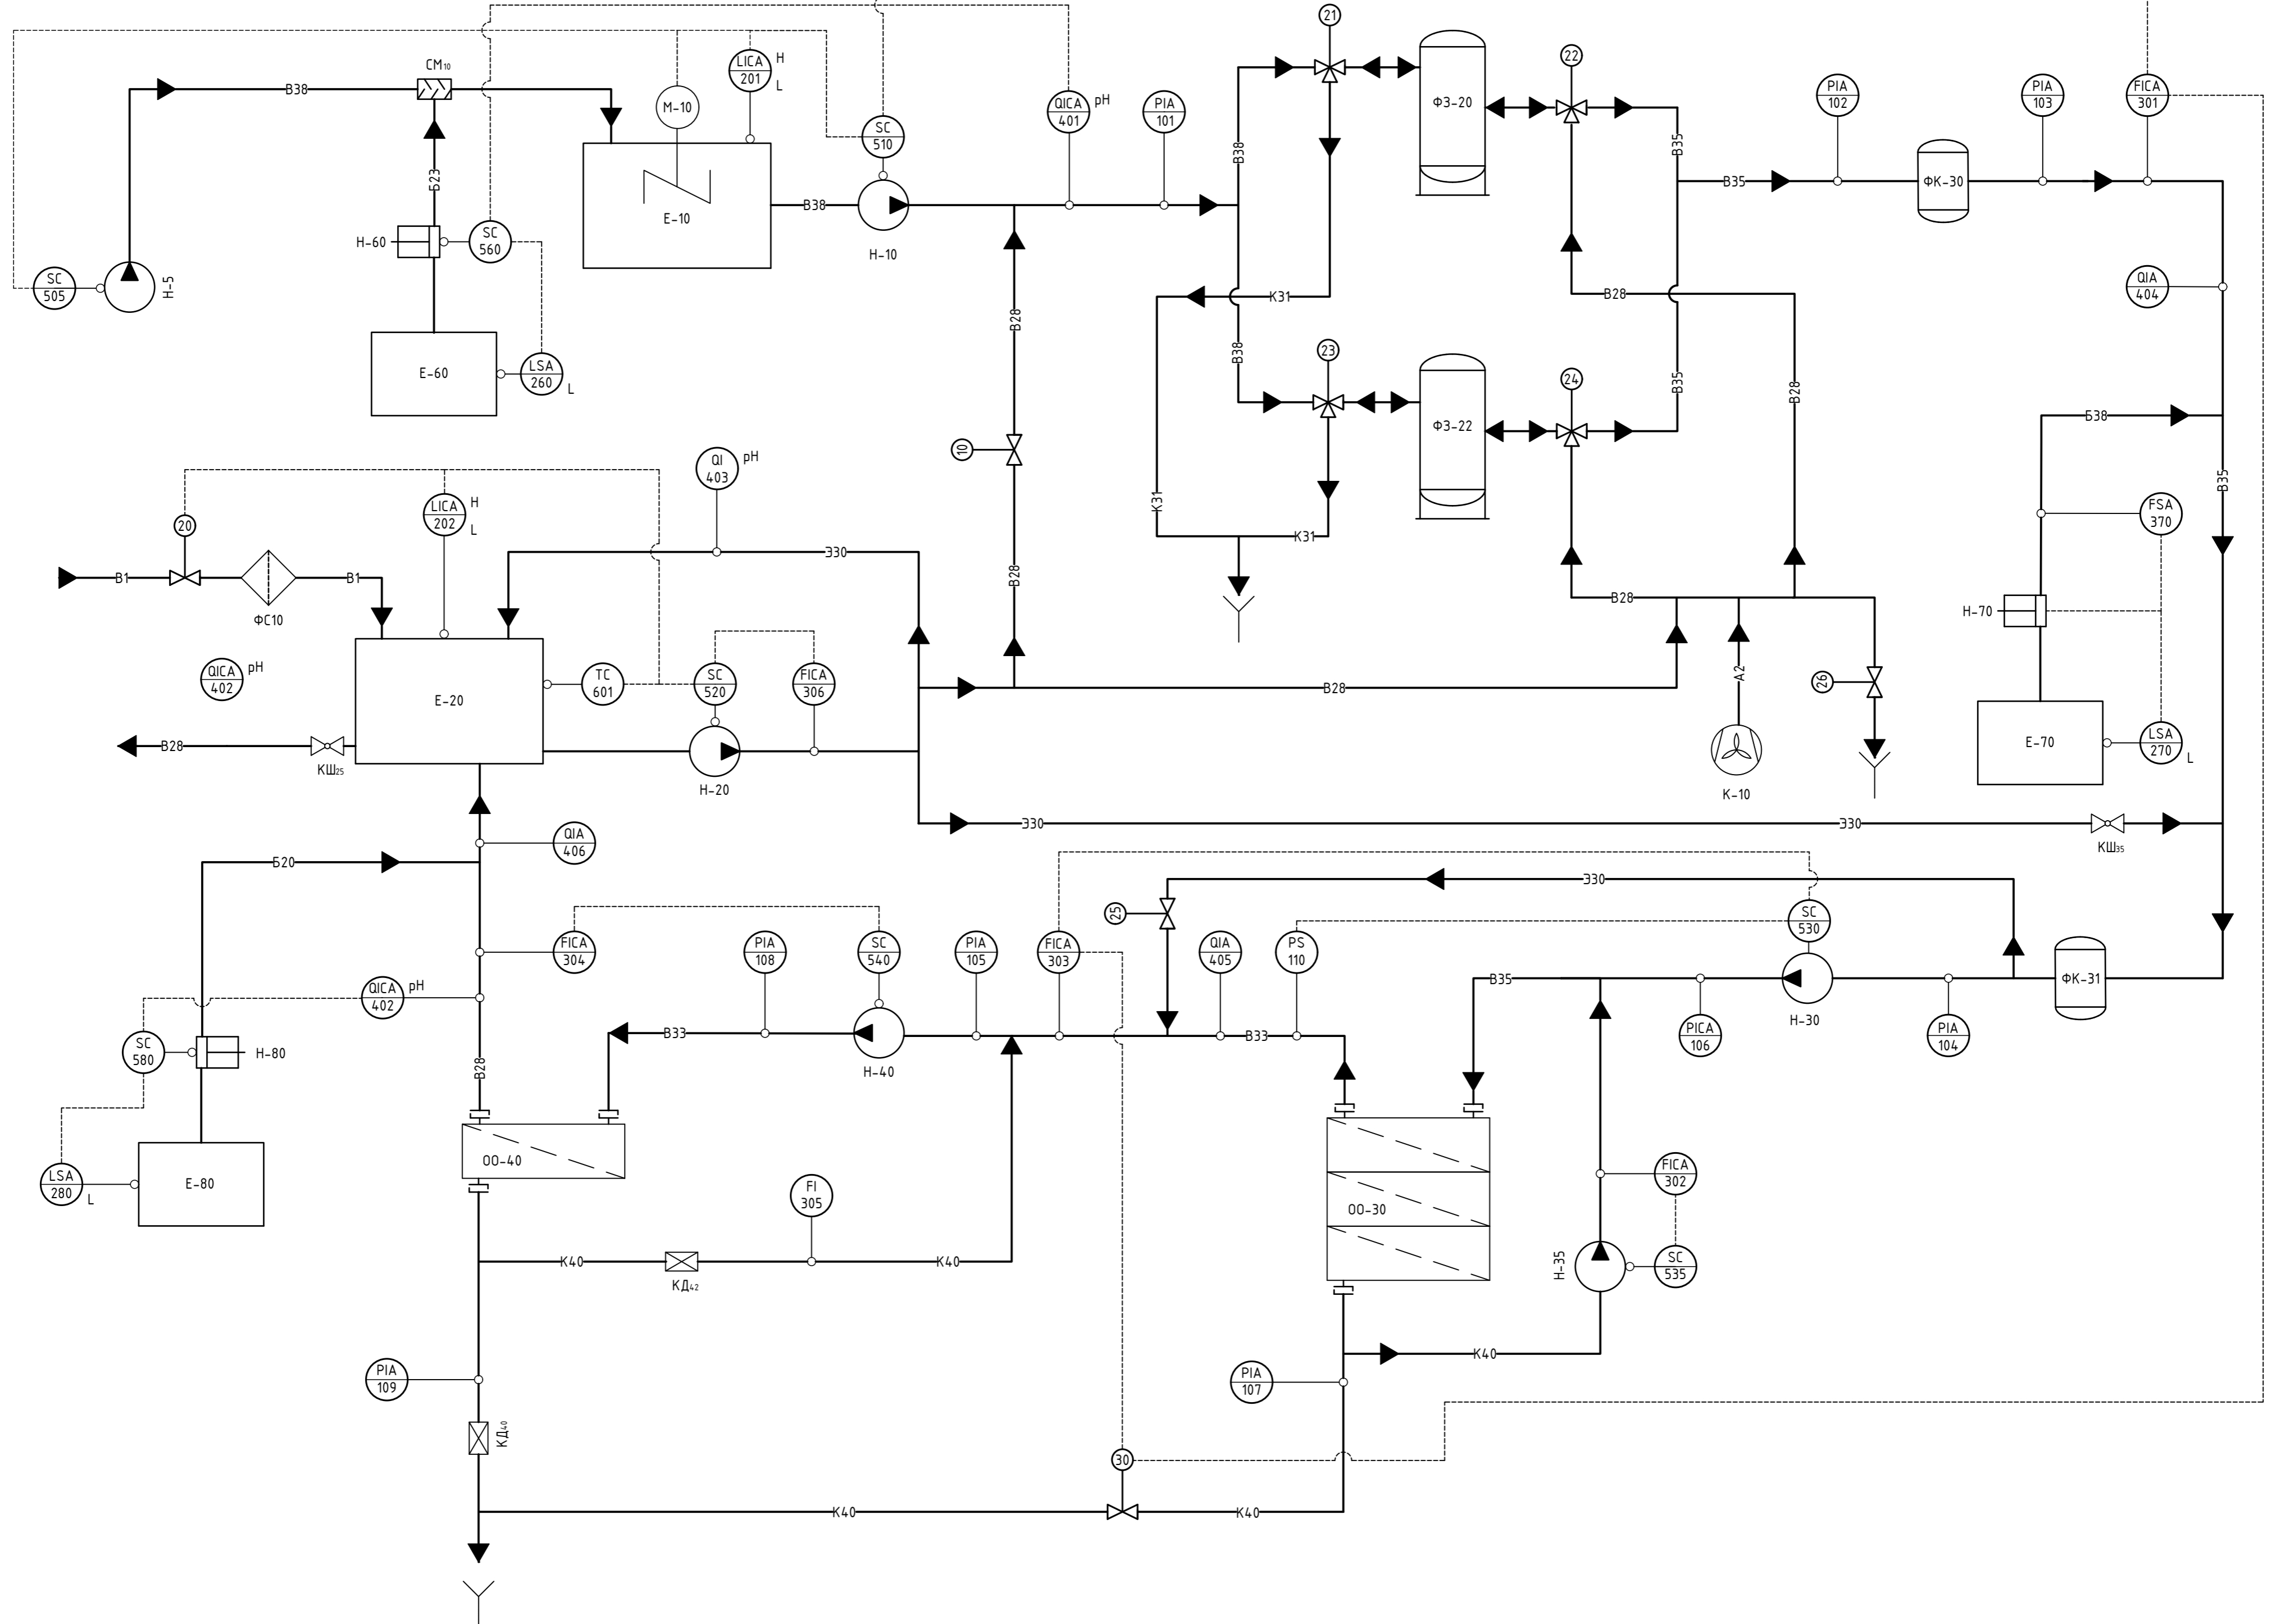 21
22
СМ10
LICA
201
H
L
М-10
В38
QICA
401
pH
PIA
101
SC
510
PIA
102
PIA
103
FICA
301
ФЗ-20
В38
В35
Б23
Е-10
В38
В35
ФК-30
Н-60
SC
560
Н-10
SC
505
Н-5
К31
В28
QIA
404
В28
23
В38
24
Е-60
LSA
260
L
В35
В28
ФЗ-22
Б38
10
QI
403
pH
LICA
202
H
L
20
К31
В35
FSA
370
К31
Э30
В1
В1
ФС10
В28
В28
Н-70
QICA
402
pH
Е-20
TC
601
SC
520
FICA
306
В28
А2
26
В28
КШ25
Н-20
К-10
Е-70
LSA
270
L
Э30
Э30
КШ35
QIA
406
Б20
Э30
25
SC
530
FICA
304
PIA
108
SC
540
PIA
105
FICA
303
QIA
405
PS
110
В35
ФК-31
QICA
402
pH
Н-30
PICA
106
PIA
104
SC
580
Н-80
В28
В33
Н-40
В33
ОО-40
LSA
280
L
Е-80
FI
305
ОО-30
FICA
302
К40
К40
КД42
Н-35
SC
535
К40
PIA
109
PIA
107
КД40
30
К40
К40